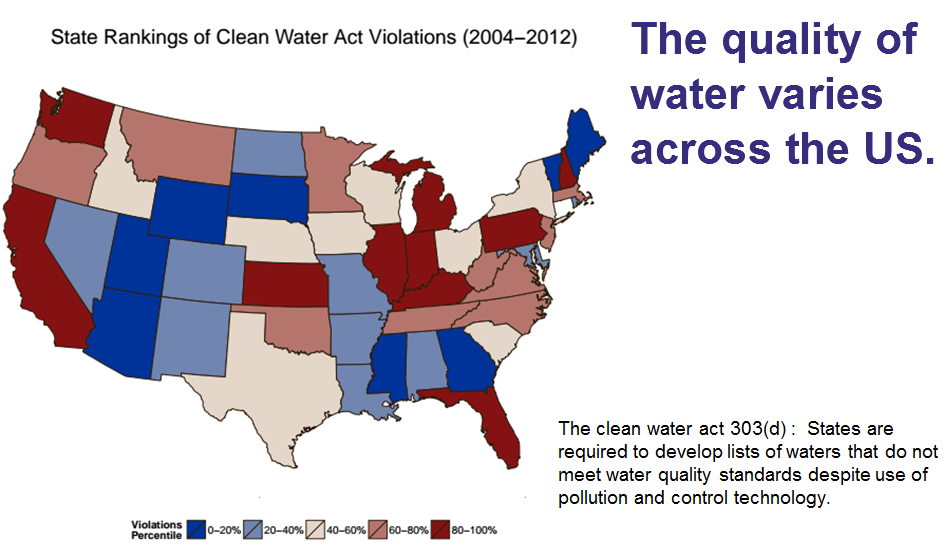 State Rankings of Clean Water Act Violations (2004–2012)
The quality of
water varies
across the US.
The clean water act 303(d) : States are
required to develop lists of waters that do not
meet water quality standards despite use of
pollution and control technology.
Violations
Percentile
0–20%
20–40%
40–60%
60–80%
80–100%